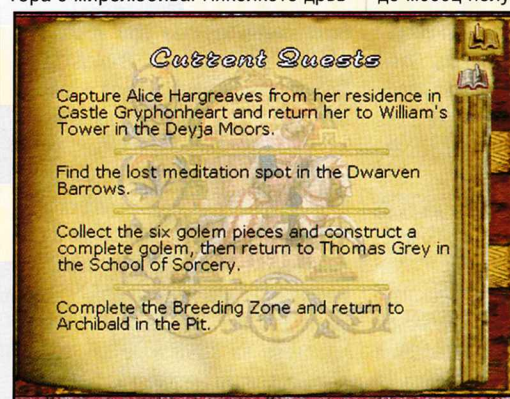 Current Quests
Capture Alice Hargreaves from her residence in
Castle Gryphonheart and return her to William's
Tower in the Deyja Moors.
Find the lost meditation spot in the Dwarven
Barrows.
Collect the six golem pieces and construct a
complete golem, then return to Thomas Grey in
the School of Sorcery.
Complete the Breeding Zone and return to
Archibald in the Pit.